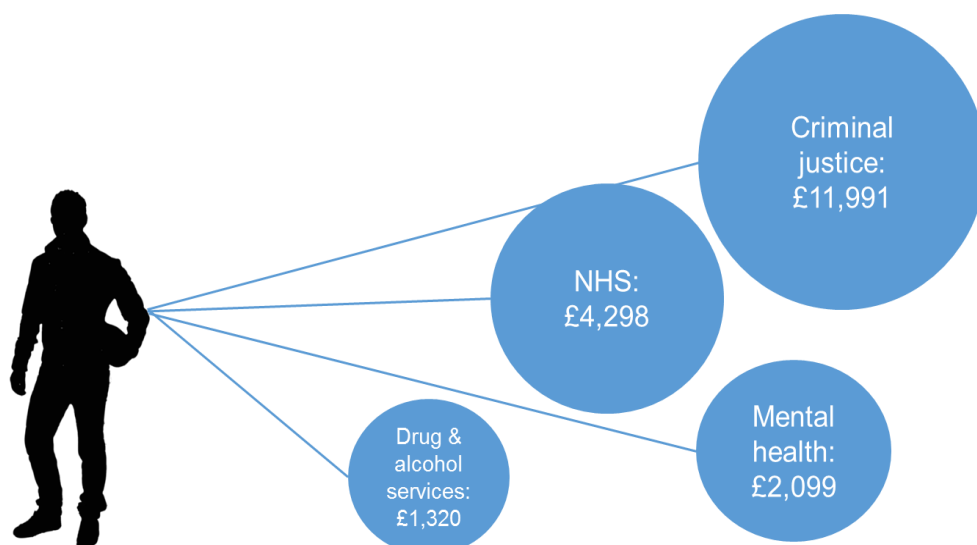 Criminal
justice:
£11,991
NHS:
£4,298
Mental
health:
£2,099
Drug &
alcohol
services:
£1,320